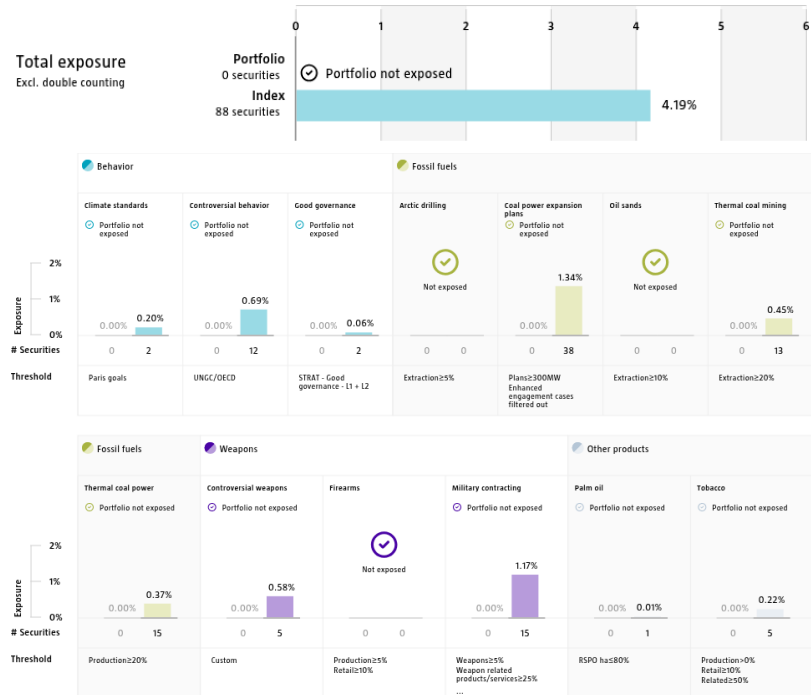 0 1 2 3 4 5 6
Total exposure
Excl. double counting
Portfolio
0 securities
Portfolio not exposed
Index
88 securities
4.19%
Behavior
Fossil fuels
Climate standards
Portfolio not
exposed
Controversial behavior
Portfolio not
exposed
Good governance
Portfolio not
exposed
Arctic drilling
Not exposed
Coal power expansion
plans
Portfolio not
exposed
Oil sands
Not exposed
Thermal coal mining
Portfolio not
exposed
Exposure
2%
1%
0%
0.00% 0.20%
0.00% 0.69%
0.00% 0.06%
0.00% 1.34%
0.00% 0.45%
# Securities 0 2 0 12 0 2 0 0 0 38 0 0 0 13
Threshold
Paris goals
UNGC/OECD
STRAT - Good
governance - L1 + L2
Extraction≥5%
Plans≥300MW
Enhanced
engagement cases
filtered out
Extraction≥10%
Extraction≥20%
Fossil fuels
Weapons
Other products
Thermal coal power
Portfolio not exposed
Controversial weapons
Portfolio not exposed
Firearms
Not exposed
Military contracting
Portfolio not exposed
Palm oil
Portfolio not exposed
Tobacco
Portfolio not exposed
Exposure
2%
1%
0%
0.00% 0.37%
0.00% 0.58%
0.00% 1.17%
0.00% 0.01%
0.00% 0.22%
# Securities 0 15 0 5 0 0 0 15 0 1 0 5
Threshold
Production≥20%
Custom
Production≥5%
Retail≥10%
Weapons≥5%
Weapon related
products/services≥25%
...
RSPO ha≤80%
Production>0%
Retail≥10%
Related≥50%